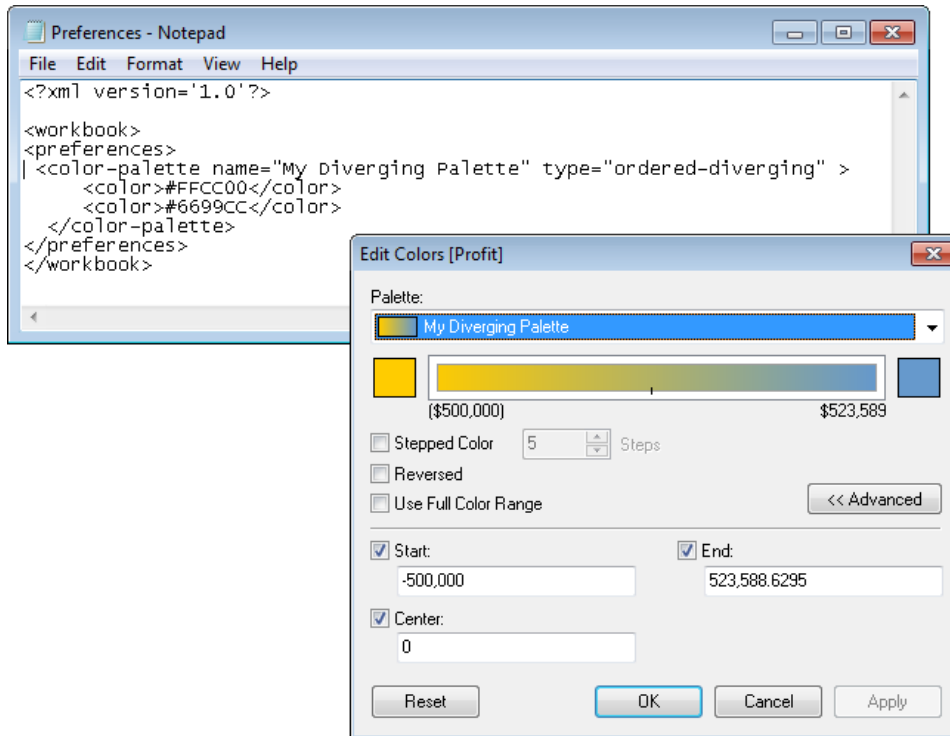 Preferences - Notepad
File Edit Format View Help
<?xml version='1.0'?>
<workbook>
<preferences>
<color-palette name="My Diverging Palette" type="ordered-diverging" >
<color>#FFCC00</color>
<color>#6699CC</color>
</color-palette>
</preferences>
</workbook>
Edit Colors [Profit]
Palette:
My Diverging Palette
($500,000) $523,589
Stepped Color 5 Steps
Reversed
Use Full Color Range << Advanced
Start: End:
-500,000 523,588.6295
Center:
0
Reset OK Cancel Apply